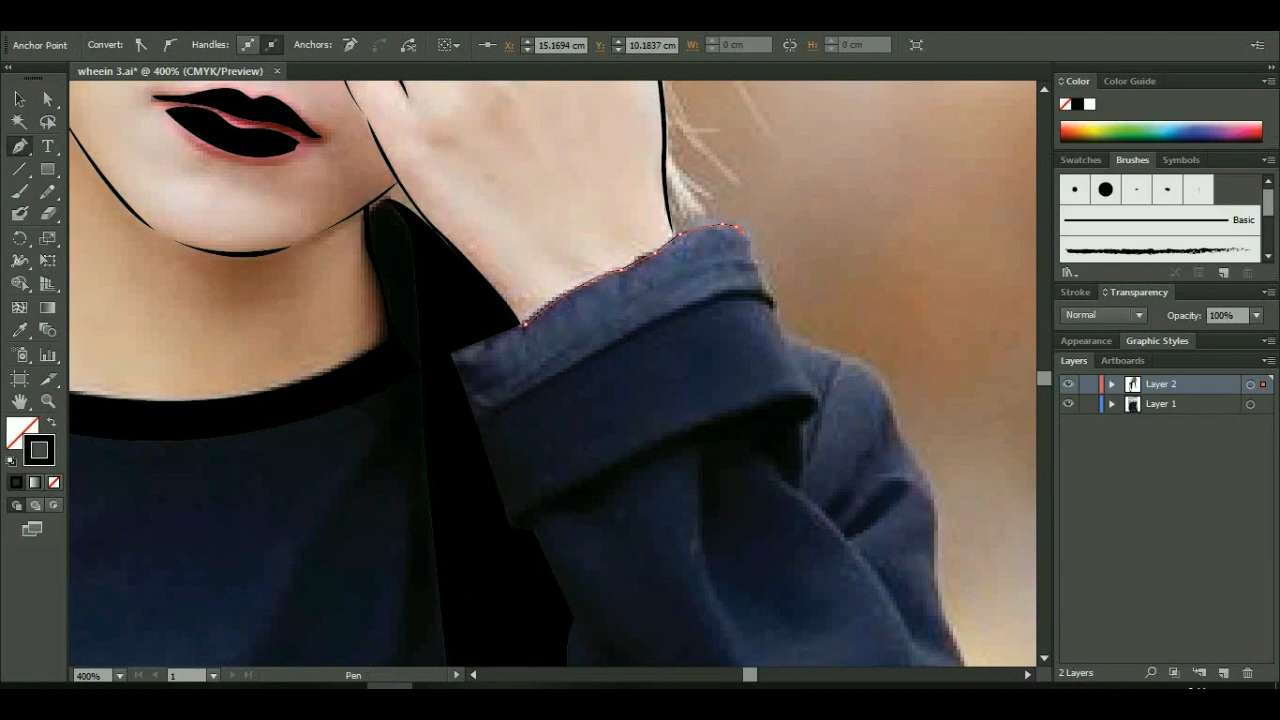 Anchor Point Convert: Handles: Anchors: X: 15.1694 cm Y: 10.1837 cm W: 0 cm H: 0 cm
wheein 3.ai* @ 400% (CMYK/Preview) ×
Color Color Guide
Swatches Brushes Symbols
Basic
Stroke Transparency
Normal Opacity: 100%
Appearance Graphic Styles
Layers Artboards
Layer 2
Layer 1
2 Layers
400% 1 Pen